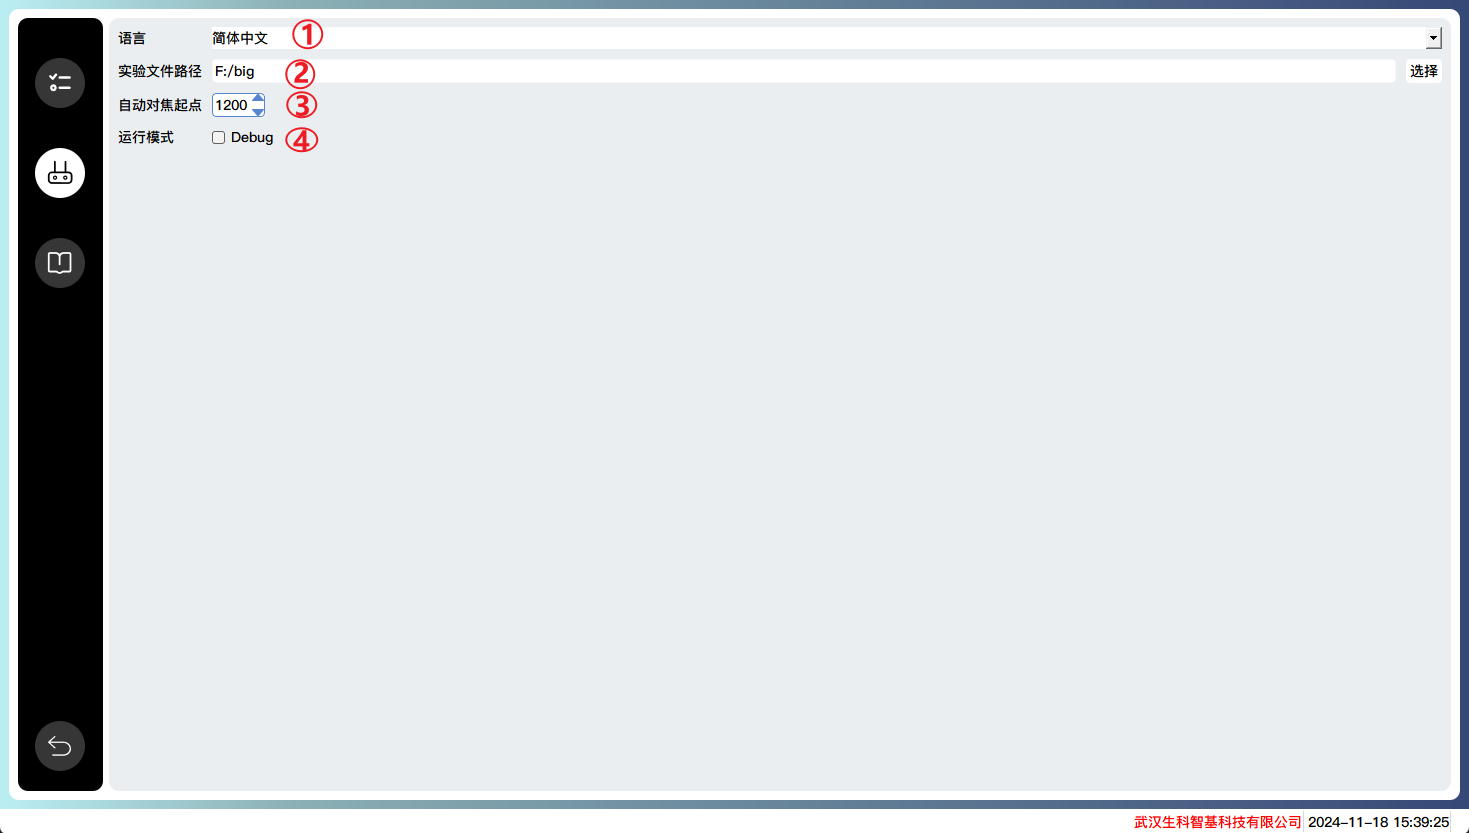 语言 简体中文 ①
实验文件路径 F:/big ② 选择
自动对焦起点 1200 ③
运行模式 Debug ④
武汉生科智基科技有限公司 2024-11-18 15:39:25